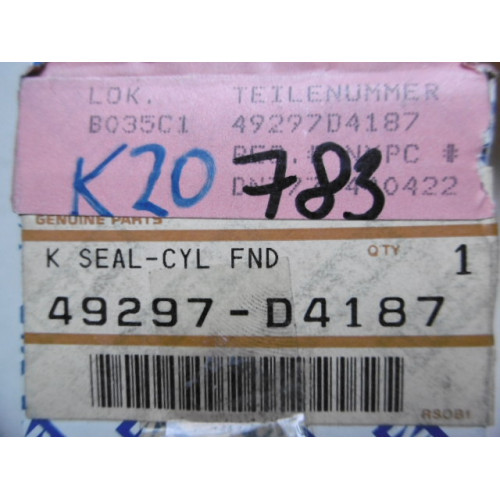 LOK. TEILENUMMER
B035C1 49297D4187
K20 783
GENUINE PARTS
K SEAL-CYL FND QTY 1
49297-D4187
RS081